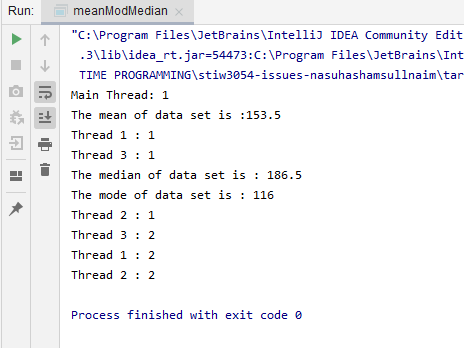 Run: meanModMedian ×
"C:\Program Files\JetBrains\IntelliJ IDEA Community Edit
.3\lib\idea_rt.jar=54473:C:\Program Files\JetBrains\Int
TIME PROGRAMMING\stiw3054-issues-nasuhashamsullnaim\tar
Main Thread: 1
The mean of data set is :153.5
Thread 1 : 1
Thread 3 : 1
The median of data set is : 186.5
The mode of data set is : 116
Thread 2 : 1
Thread 3 : 2
Thread 1 : 2
Thread 2 : 2
Process finished with exit code 0